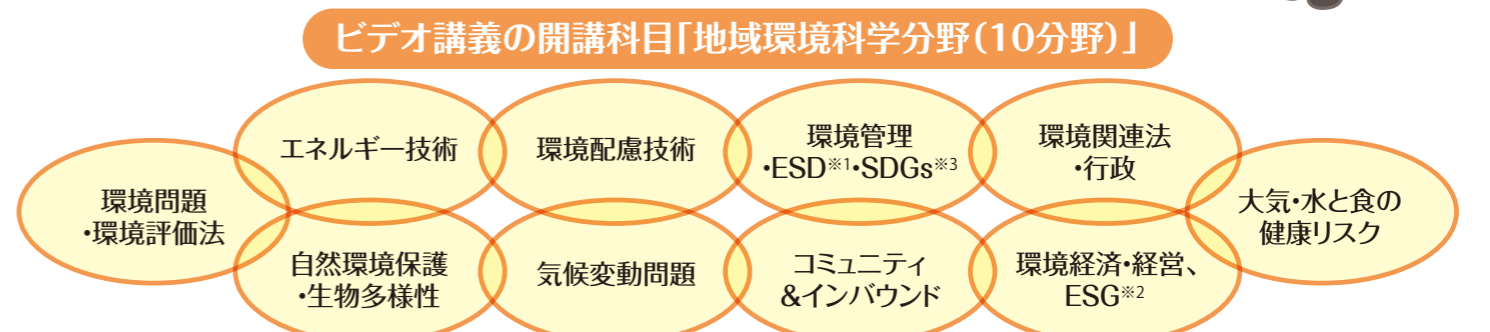 ビデオ講義の開講科目「地域環境科学分野(10分野)」
環境問題
・環境評価法
エネルギー技術
環境配慮技術
環境管理
・ESD※1・SDGs※3
環境関連法
・行政
大気・水と食の
健康リスク
自然環境保護
・生物多様性
気候変動問題
コミュニティ
&インバウンド
環境経済・経営、
ESG※2